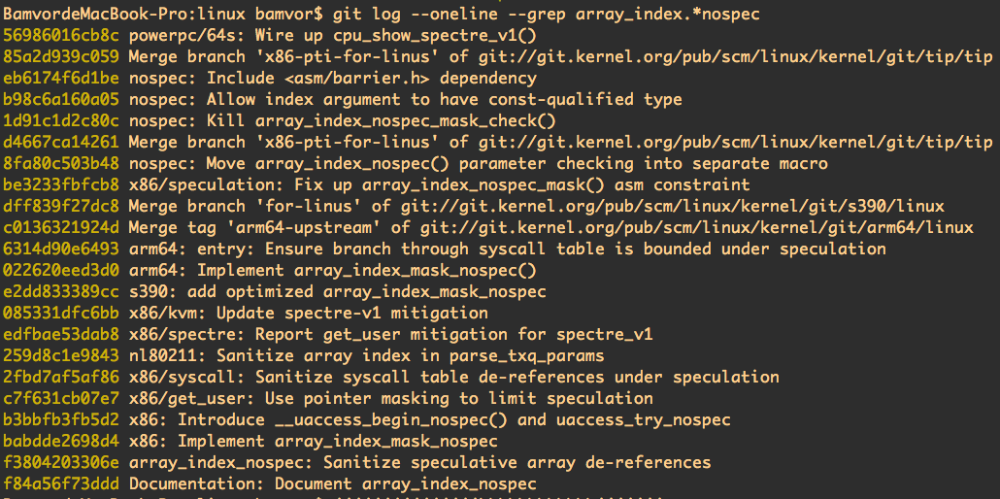 BamvordeMacBook-Pro:linux bamvor$ git log --oneline --grep array_index.*nospec
56986016cb8c powerpc/64s: Wire up cpu_show_spectre_v1()
85a2d939c059 Merge branch 'x86-pti-for-linus' of git://git.kernel.org/pub/scm/linux/kernel/git/tip/tip
eb6174f6d1be nospec: Include <asm/barrier.h> dependency
b98c6a160a05 nospec: Allow index argument to have const-qualified type
1d91c1d2c80c nospec: Kill array_index_nospec_mask_check()
d4667ca14261 Merge branch 'x86-pti-for-linus' of git://git.kernel.org/pub/scm/linux/kernel/git/tip/tip
8fa80c503b48 nospec: Move array_index_nospec() parameter checking into separate macro
be3233fbfcb8 x86/speculation: Fix up array_index_nospec_mask() asm constraint
dff839f27dc8 Merge branch 'for-linus' of git://git.kernel.org/pub/scm/linux/kernel/git/s390/linux
c0136321924d Merge tag 'arm64-upstream' of git://git.kernel.org/pub/scm/linux/kernel/git/arm64/linux
6314d90e6493 arm64: entry: Ensure branch through syscall table is bounded under speculation
022620eed3d0 arm64: Implement array_index_mask_nospec()
e2dd833389cc s390: add optimized array_index_mask_nospec
085331dfc6bb x86/kvm: Update spectre-v1 mitigation
edfbae53dab8 x86/spectre: Report get_user mitigation for spectre_v1
259d8c1e9843 nl80211: Sanitize array index in parse_txq_params
2fbd7af5af86 x86/syscall: Sanitize syscall table de-references under speculation
c7f631cb07e7 x86/get_user: Use pointer masking to limit speculation
b3bbfb3fb5d2 x86: Introduce __uaccess_begin_nospec() and uaccess_try_nospec
babdde2698d4 x86: Implement array_index_mask_nospec
f3804203306e array_index_nospec: Sanitize speculative array de-references
f84a56f73ddd Documentation: Document array_index_nospec